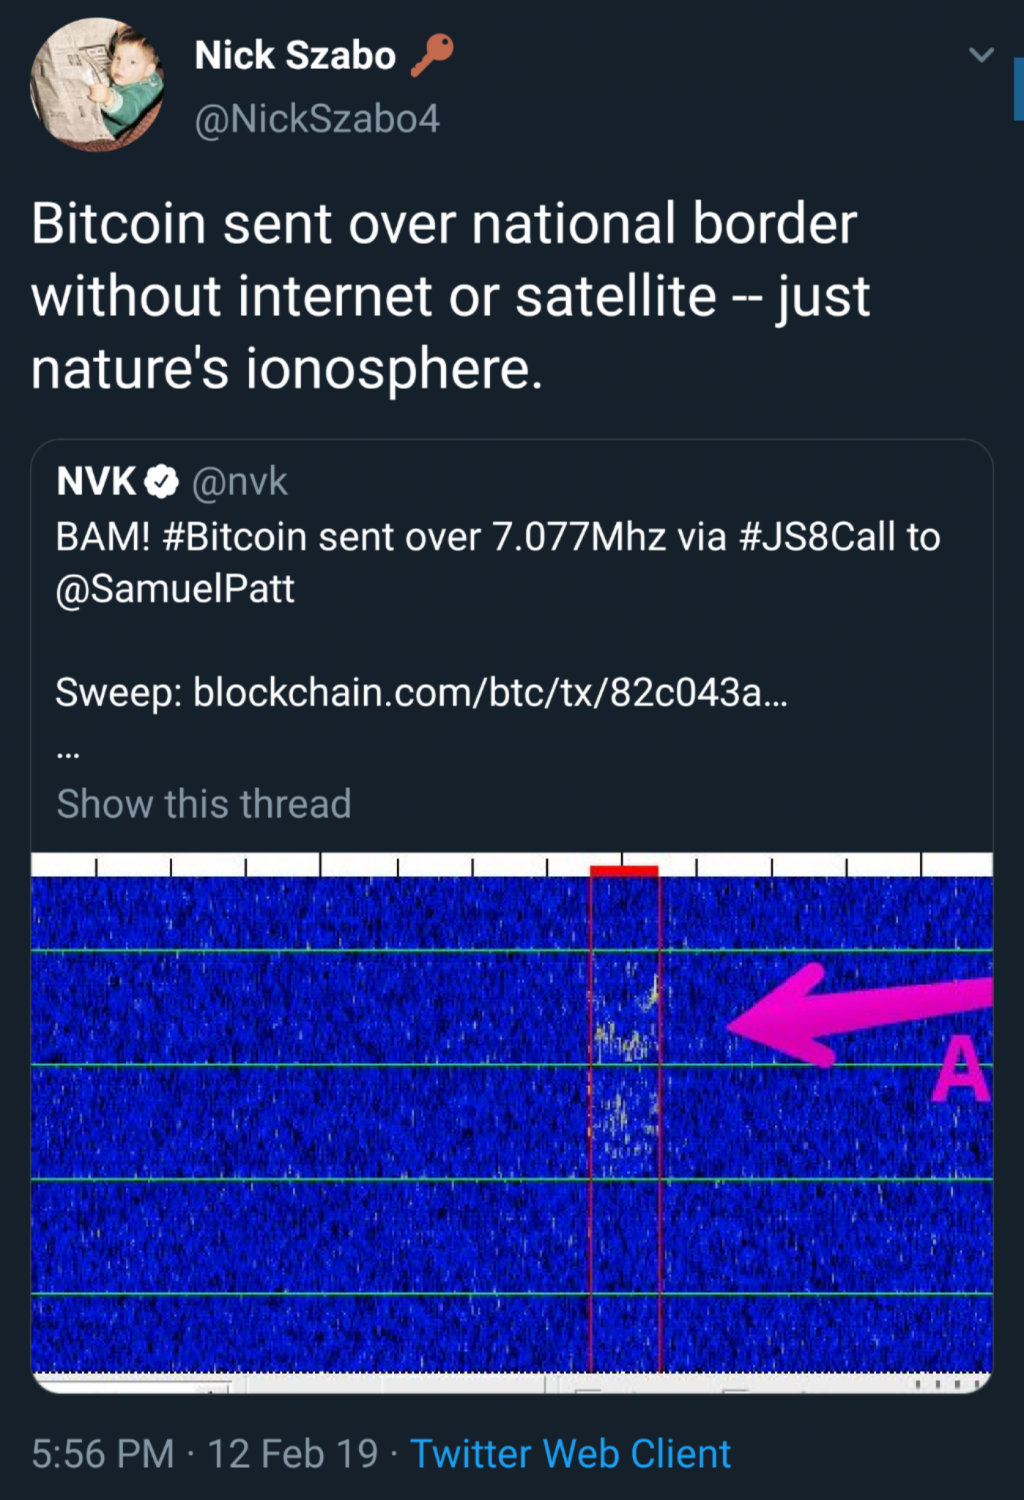 Nick Szabo
@NickSzabo4
Bitcoin sent over national border
without internet or satellite -- just
nature's ionosphere.
NVK @nvk
BAM! #Bitcoin sent over 7.077Mhz via #JS8Call to
@SamuelPatt
Sweep: blockchain.com/btc/tx/82c043a…
…
Show this thread
A
5:56 PM · 12 Feb 19 · Twitter Web Client